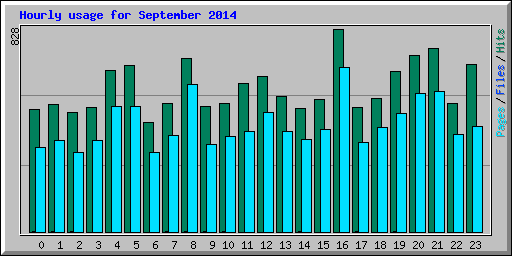 Hourly usage for September 2014
828
Pages/Files/Hits
0 1 2 3 4 5 6 7 8 9 10 11 12 13 14 15 16 17 18 19 20 21 22 23